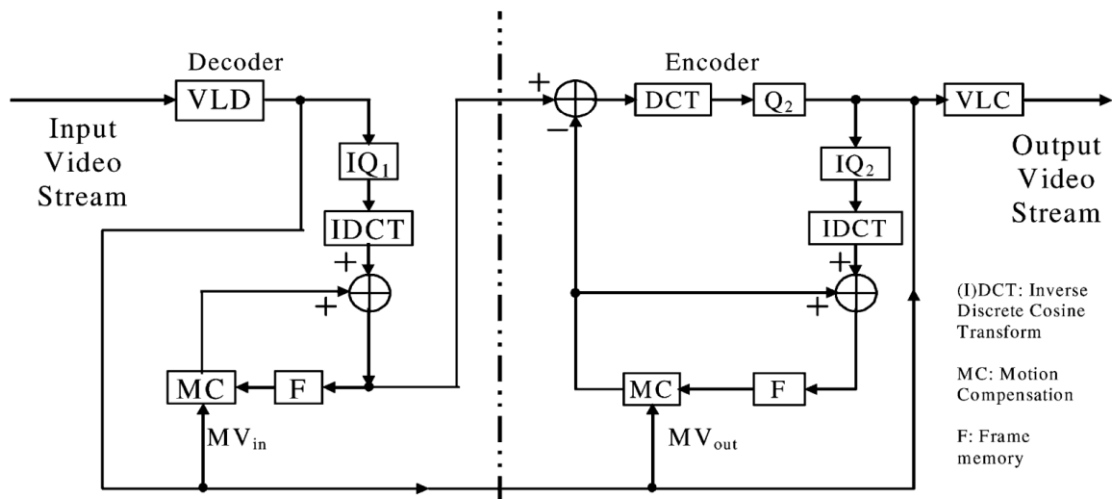 Decoder
Encoder
VLD
DCT
Q2
VLC
Input
Video
Stream
Output
Video
Stream
IQ1
IDCT
IQ2
IDCT
+
−
+
+
+
+
MC
F
MC
F
MVin
MVout
(I)DCT: Inverse
Discrete Cosine
Transform
MC: Motion
Compensation
F: Frame
memory